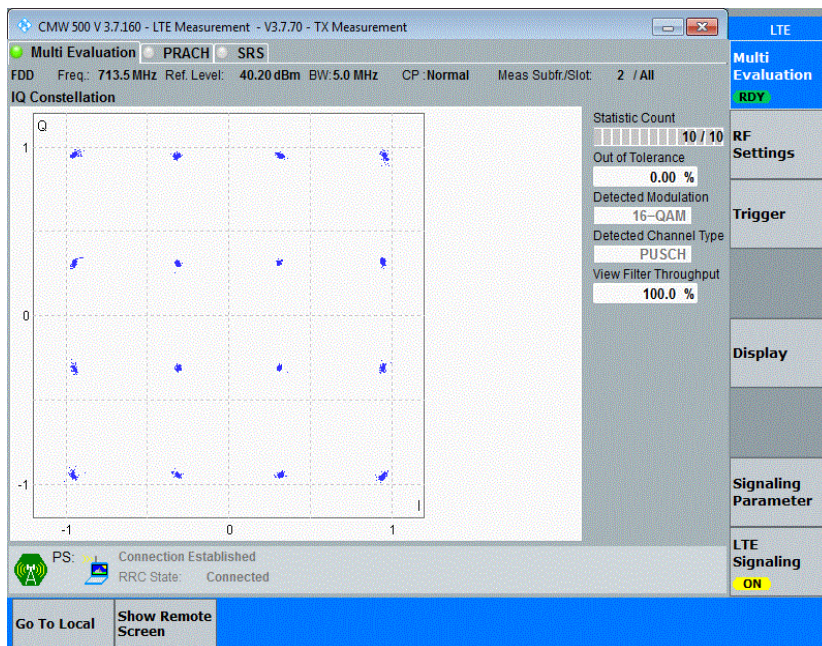 CMW 500 V 3.7.160 - LTE Measurement - V3.7.70 - TX Measurement
LTE
Multi Evaluation PRACH SRS
FDD Freq.: 713.5 MHz Ref. Level: 40.20 dBm BW: 5.0 MHz CP : Normal Meas Subfr./Slot: 2 / All
IQ Constellation
Q
1
0
-1
I
-1 0 1
Statistic Count
10 / 10
Out of Tolerance
0.00 %
Detected Modulation
16-QAM
Detected Channel Type
PUSCH
View Filter Throughput
100.0 %
Multi
Evaluation
RDY
RF
Settings
Trigger
Display
Signaling
Parameter
LTE
Signaling
ON
PS: Connection Established
RRC State: Connected
Go To Local
Show Remote
Screen